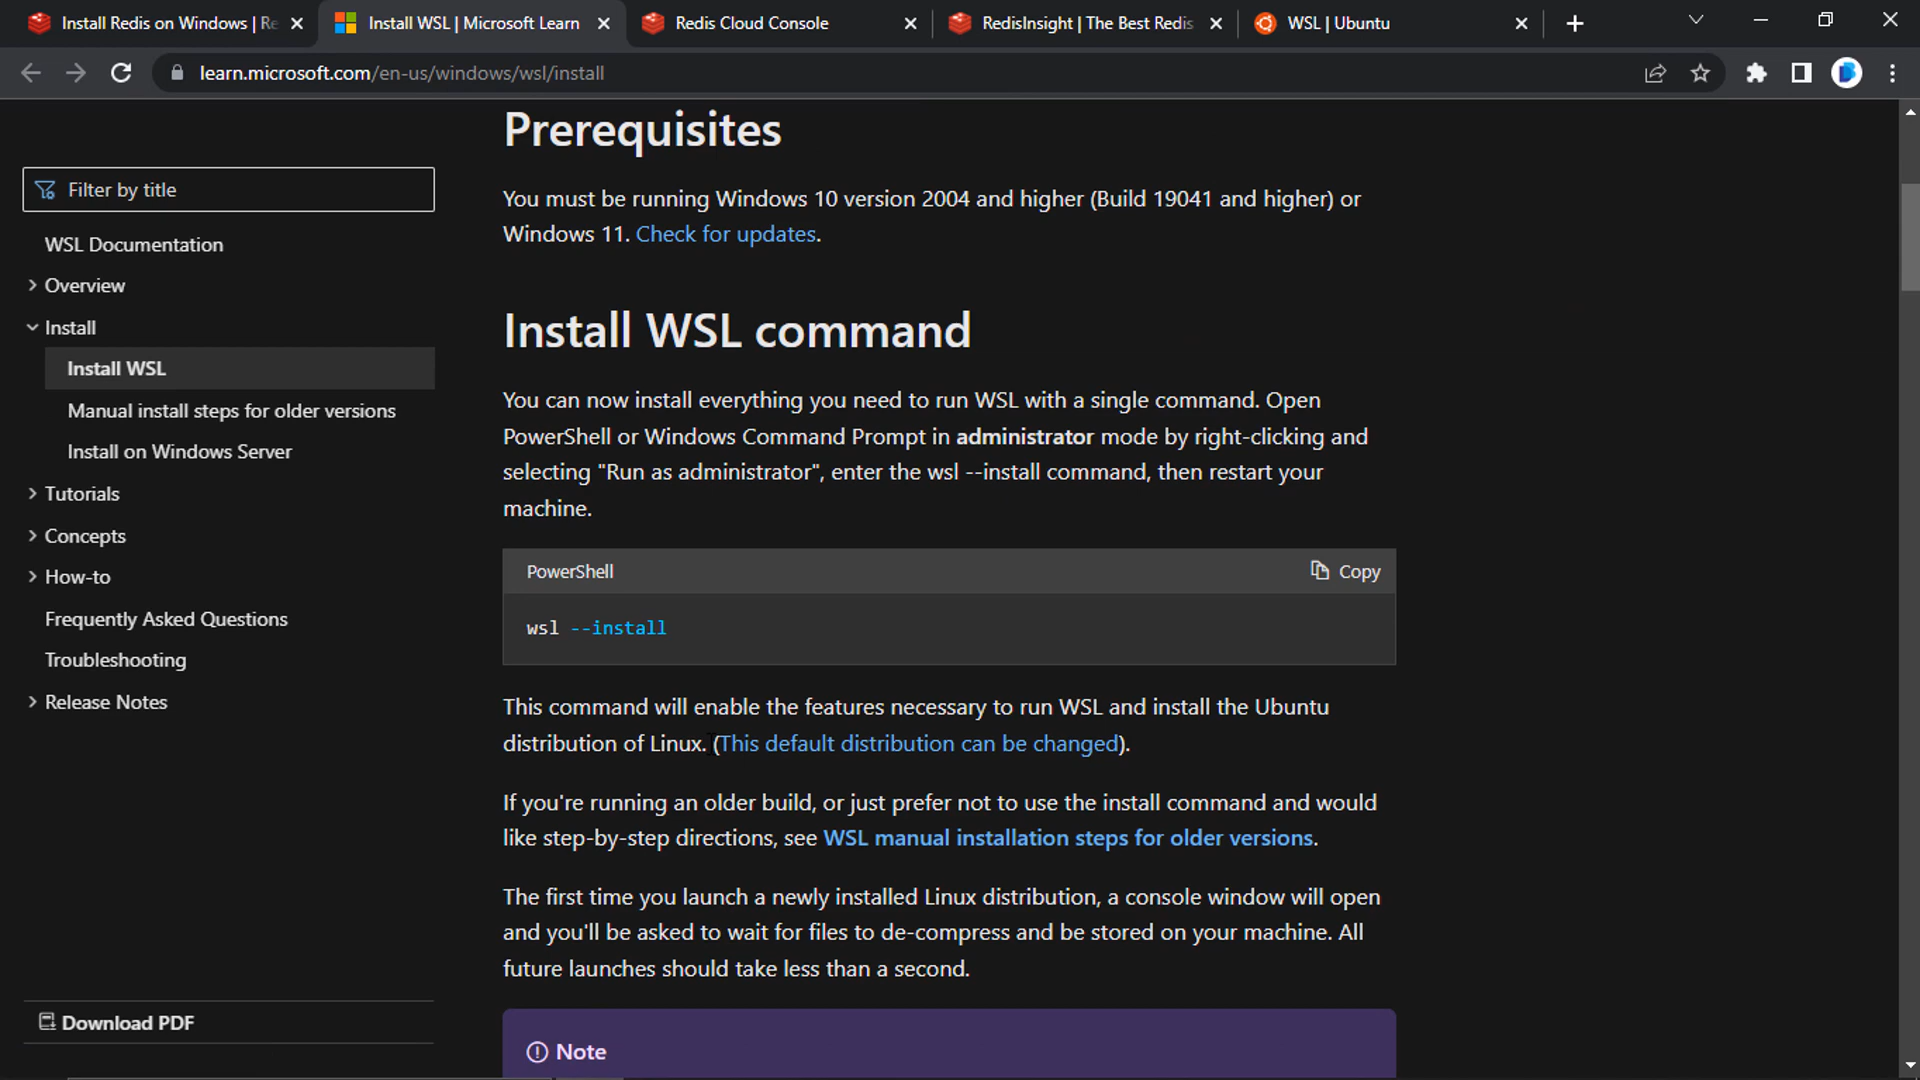 Install Redis on Windows | Re
Install WSL | Microsoft Learn
Redis Cloud Console
RedisInsight | The Best Redis
WSL | Ubuntu
learn.microsoft.com/en-us/windows/wsl/install
Filter by title
WSL Documentation
Overview
Install
Install WSL
Manual install steps for older versions
Install on Windows Server
Tutorials
Concepts
How-to
Frequently Asked Questions
Troubleshooting
Release Notes
Download PDF
Prerequisites
You must be running Windows 10 version 2004 and higher (Build 19041 and higher) or
Windows 11. Check for updates.
Install WSL command
You can now install everything you need to run WSL with a single command. Open
PowerShell or Windows Command Prompt in administrator mode by right-clicking and
selecting "Run as administrator", enter the wsl --install command, then restart your
machine.
PowerShell
Copy
wsl --install
This command will enable the features necessary to run WSL and install the Ubuntu
distribution of Linux. (This default distribution can be changed).
If you're running an older build, or just prefer not to use the install command and would
like step-by-step directions, see WSL manual installation steps for older versions.
The first time you launch a newly installed Linux distribution, a console window will open
and you'll be asked to wait for files to de-compress and be stored on your machine. All
future launches should take less than a second.
Note